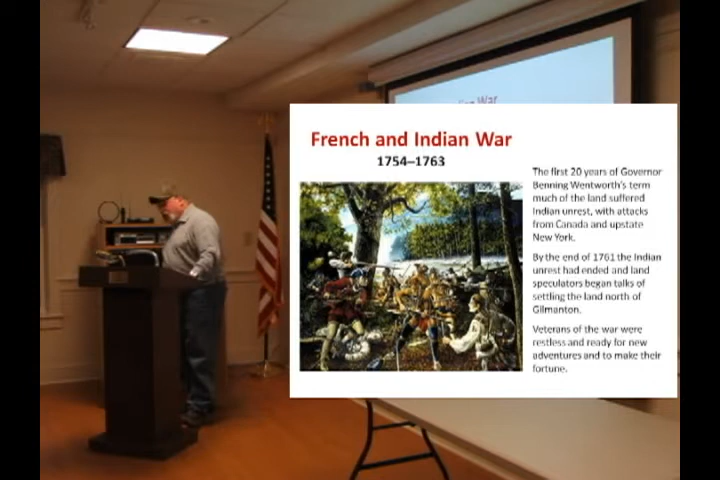 ian War
French and Indian War
1754–1763
The first 20 years of Governor
Benning Wentworth's term
much of the land suffered
Indian unrest, with attacks
from Canada and upstate
New York.
By the end of 1761 the Indian
unrest had ended and land
speculators began talks of
settling the land north of
Gilmanton.
Veterans of the war were
restless and ready for new
adventures and to make their
fortune.